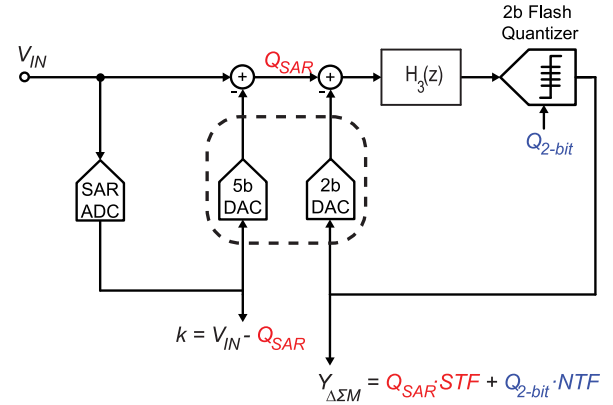 2b Flash
Quantizer
V_IN
Q_SAR
+
+
-
-
H_3(z)
Q_2-bit
SAR
ADC
5b
DAC
2b
DAC
k = V_IN - Q_SAR
Y_ΔΣM = Q_SAR·STF + Q_2-bit·NTF